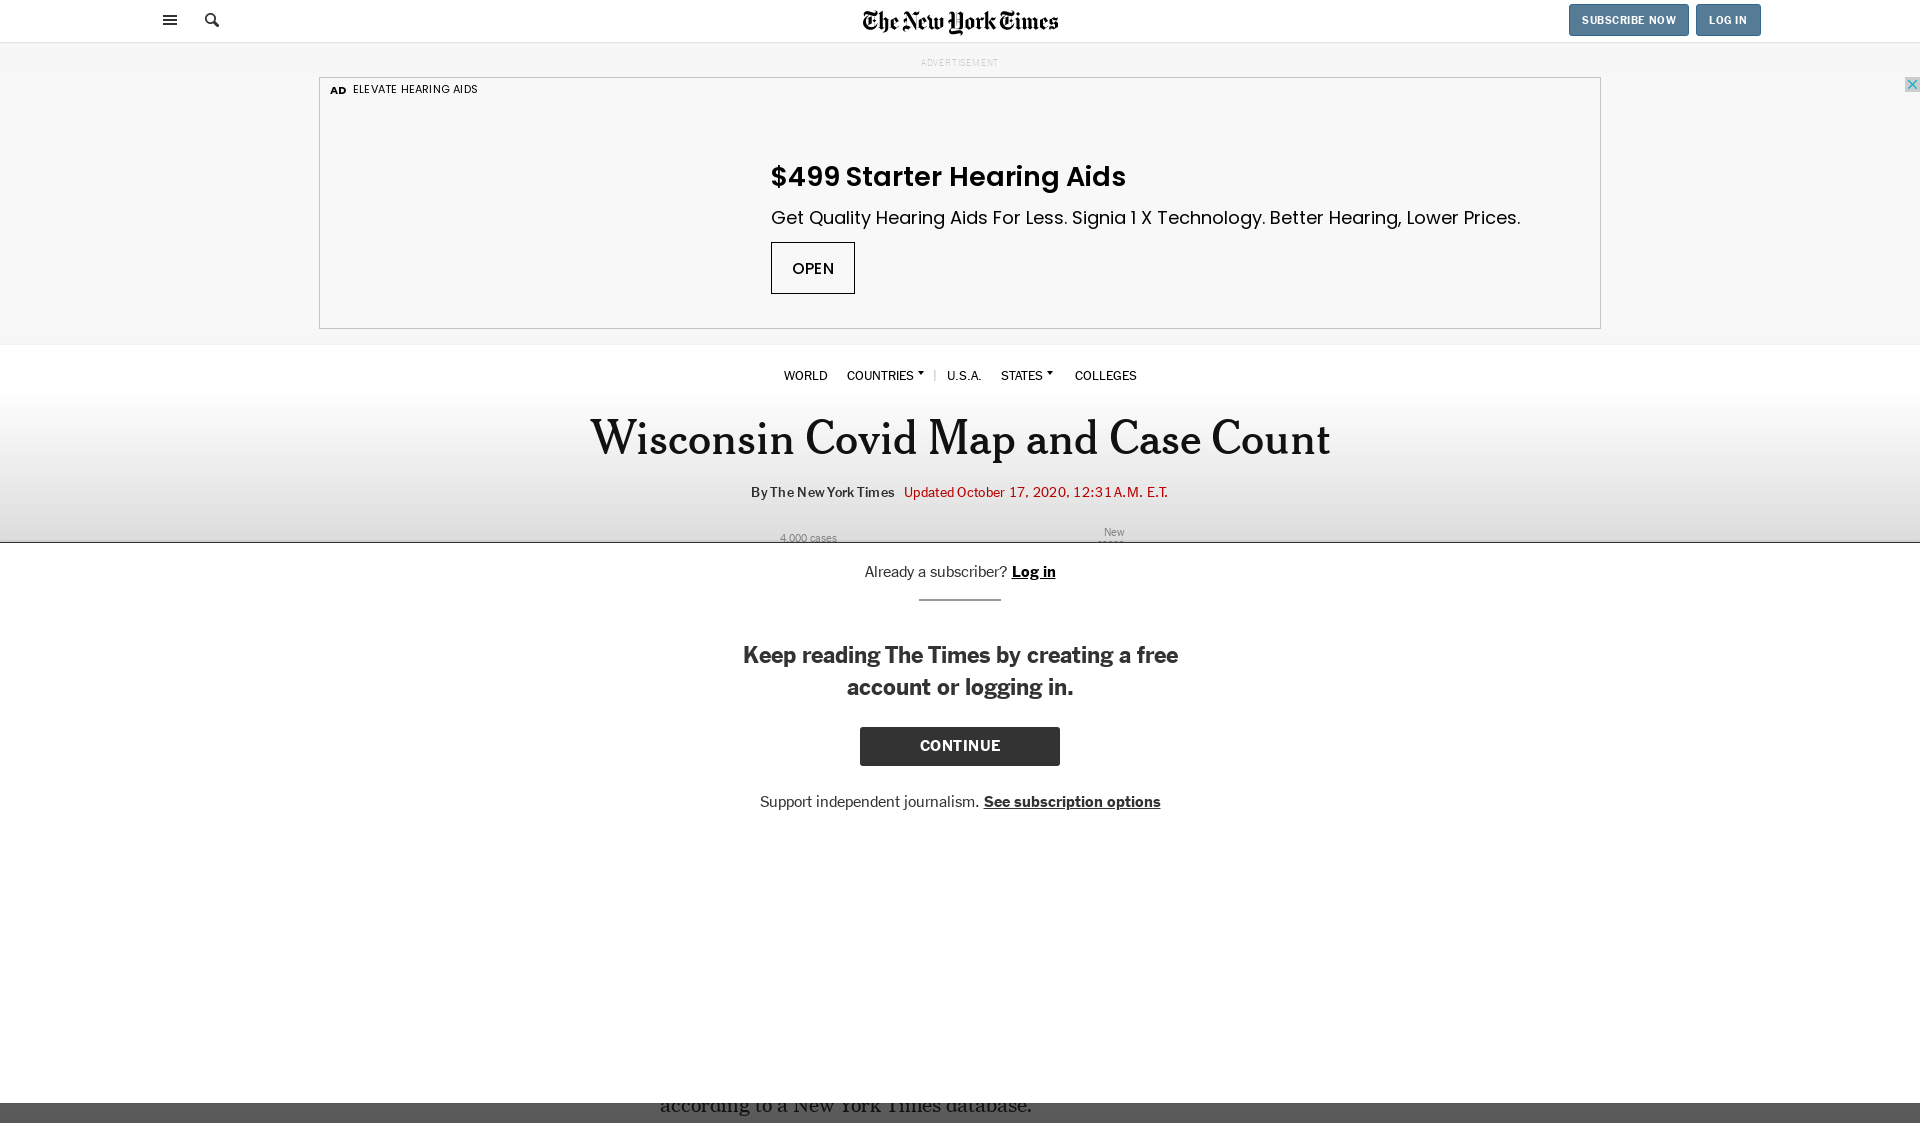 The New York Times
SUBSCRIBE NOW
LOG IN
ADVERTISEMENT
AD ELEVATE HEARING AIDS
$499 Starter Hearing Aids
Get Quality Hearing Aids For Less. Signia 1 X Technology. Better Hearing, Lower Prices.
OPEN
WORLD COUNTRIES | U.S.A. STATES COLLEGES
Wisconsin Covid Map and Case Count
By The New York Times Updated October 17, 2020, 12:31 A.M. E.T.
4,000 cases
New
Already a subscriber? Log in
Keep reading The Times by creating a free
account or logging in.
CONTINUE
Support independent journalism. See subscription options
according to a New York Times database.